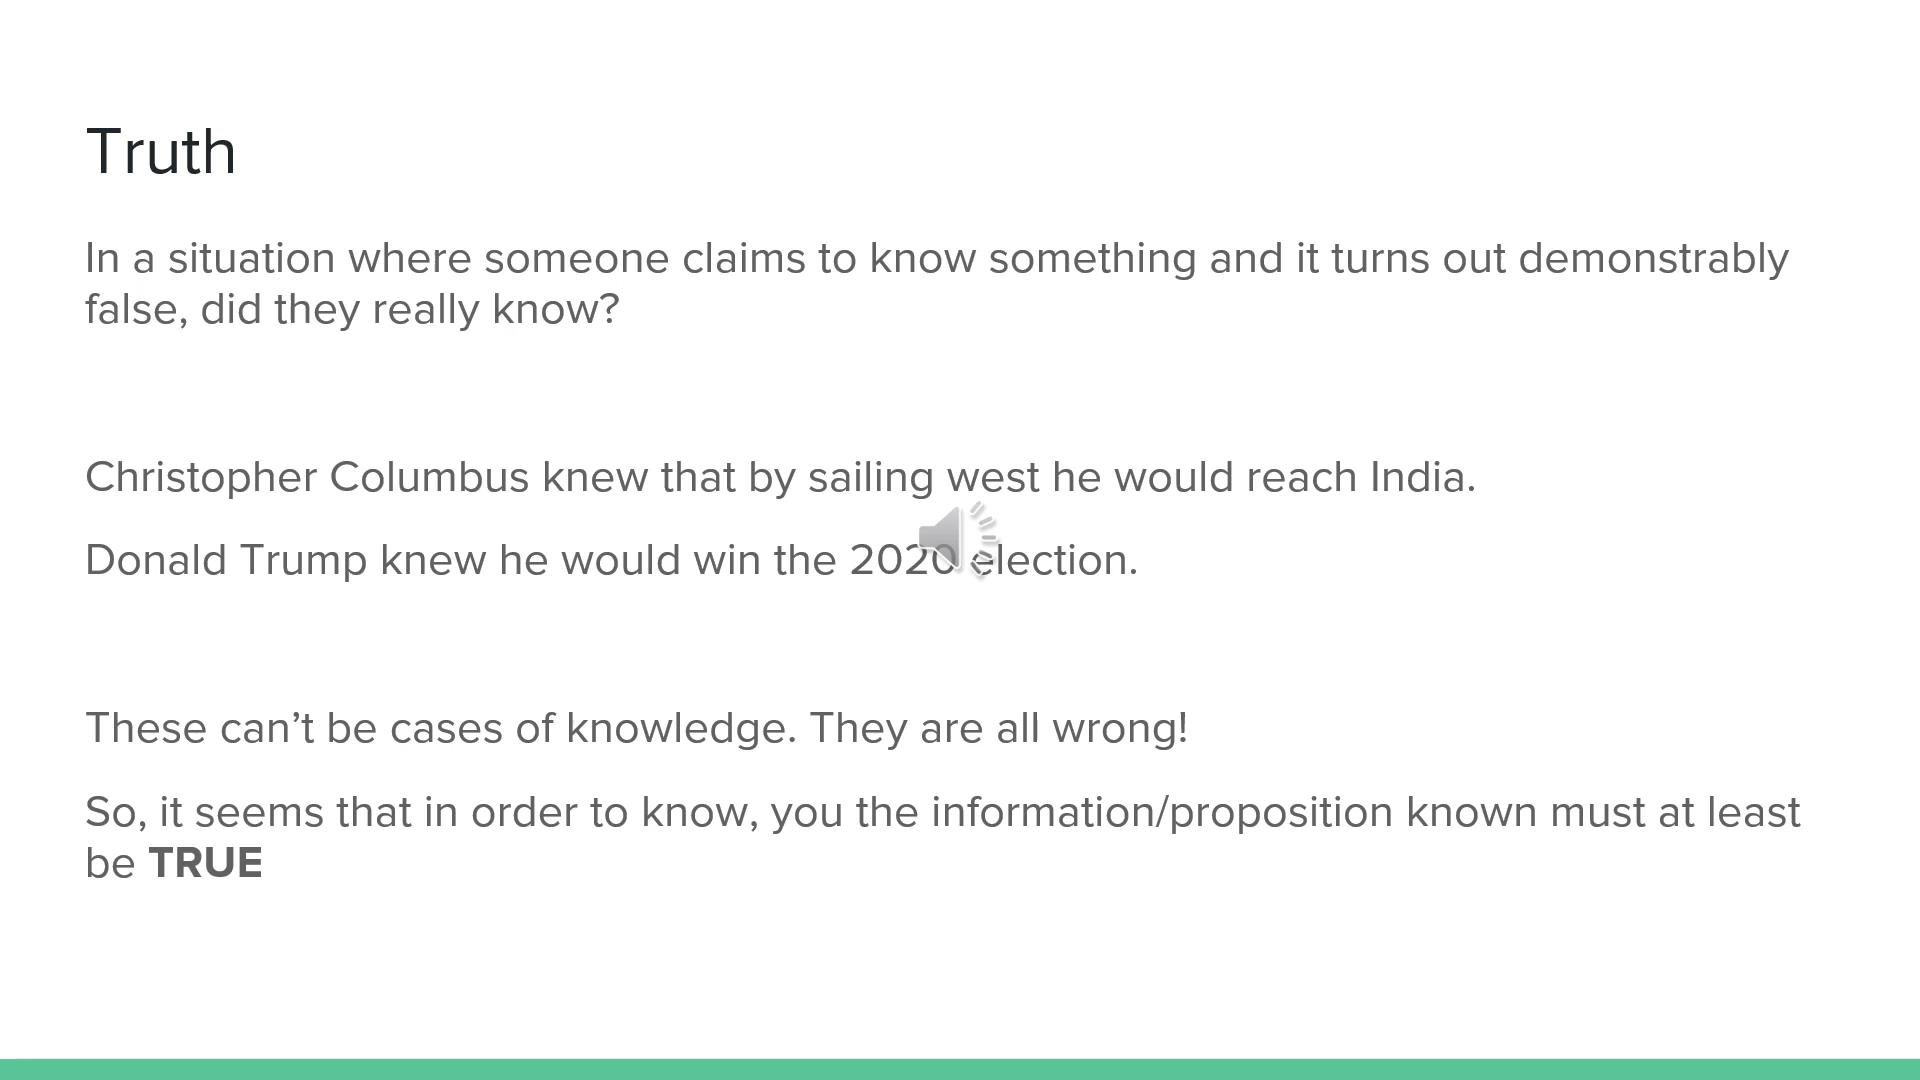 Truth
In a situation where someone claims to know something and it turns out demonstrably
false, did they really know?
Christopher Columbus knew that by sailing west he would reach India.
Donald Trump knew he would win the 2020 election.
These can’t be cases of knowledge. They are all wrong!
So, it seems that in order to know, you the information/proposition known must at least
be TRUE